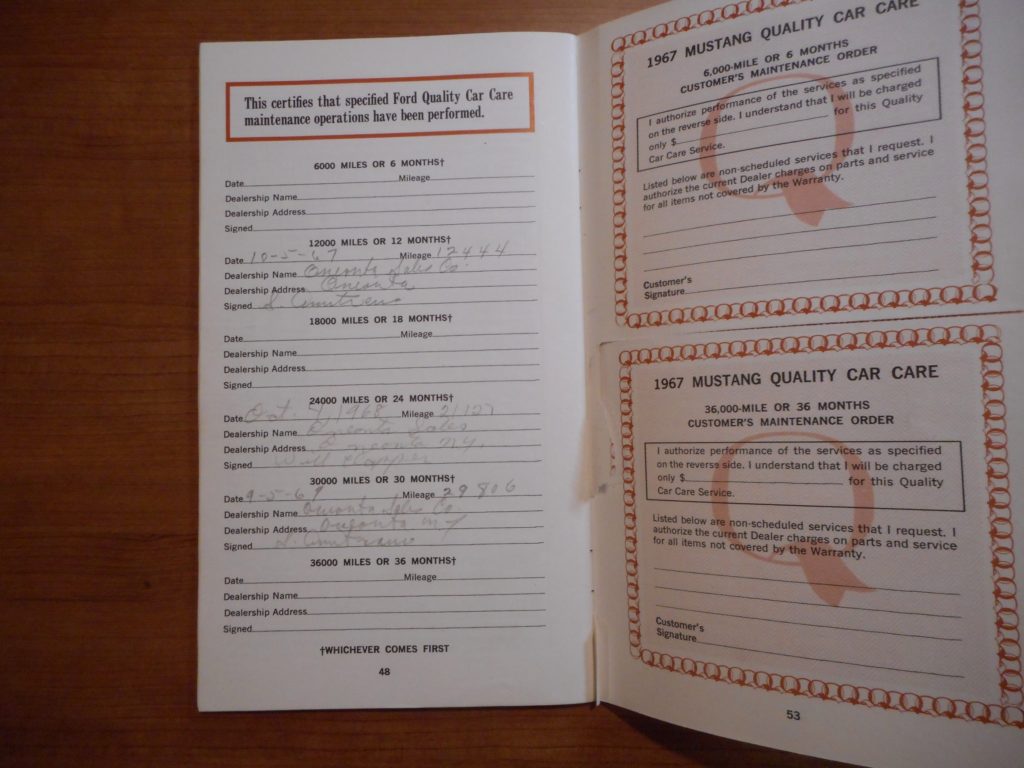 This certifies that specified Ford Quality Car Care
maintenance operations have been performed.
6000 MILES OR 6 MONTHS†
Date Mileage
Dealership Name
Dealership Address
Signed
12000 MILES OR 12 MONTHS†
Date 10-5-67 Mileage 12444
Dealership Name Oneonta Sales Co.
Dealership Address Oneonta
Signed
18000 MILES OR 18 MONTHS†
Date Mileage
Dealership Name
Dealership Address
Signed
24000 MILES OR 24 MONTHS†
Date Oct. 4 1968 Mileage 21127
Dealership Name Oneonta Sales
Dealership Address Oneonta N.Y.
Signed
30000 MILES OR 30 MONTHS†
Date 9-5-69 Mileage 29806
Dealership Name Oneonta Sales Co.
Dealership Address Oneonta N Y
Signed
36000 MILES OR 36 MONTHS†
Date Mileage
Dealership Name
Dealership Address
Signed
†WHICHEVER COMES FIRST
48
1967 MUSTANG QUALITY CAR CARE
6,000-MILE OR 6 MONTHS
CUSTOMER'S MAINTENANCE ORDER
I authorize performance of the services as specified
on the reverse side. I understand that I will be charged
only $ for this Quality
Car Care Service.
Listed below are non-scheduled services that I request. I
authorize the current Dealer charges on parts and service
for all items not covered by the Warranty.
Customer's
Signature
1967 MUSTANG QUALITY CAR CARE
36,000-MILE OR 36 MONTHS
CUSTOMER'S MAINTENANCE ORDER
I authorize performance of the services as specified
on the reverse side. I understand that I will be charged
only $ for this Quality
Car Care Service.
Listed below are non-scheduled services that I request. I
authorize the current Dealer charges on parts and service
for all items not covered by the Warranty.
Customer's
Signature
53